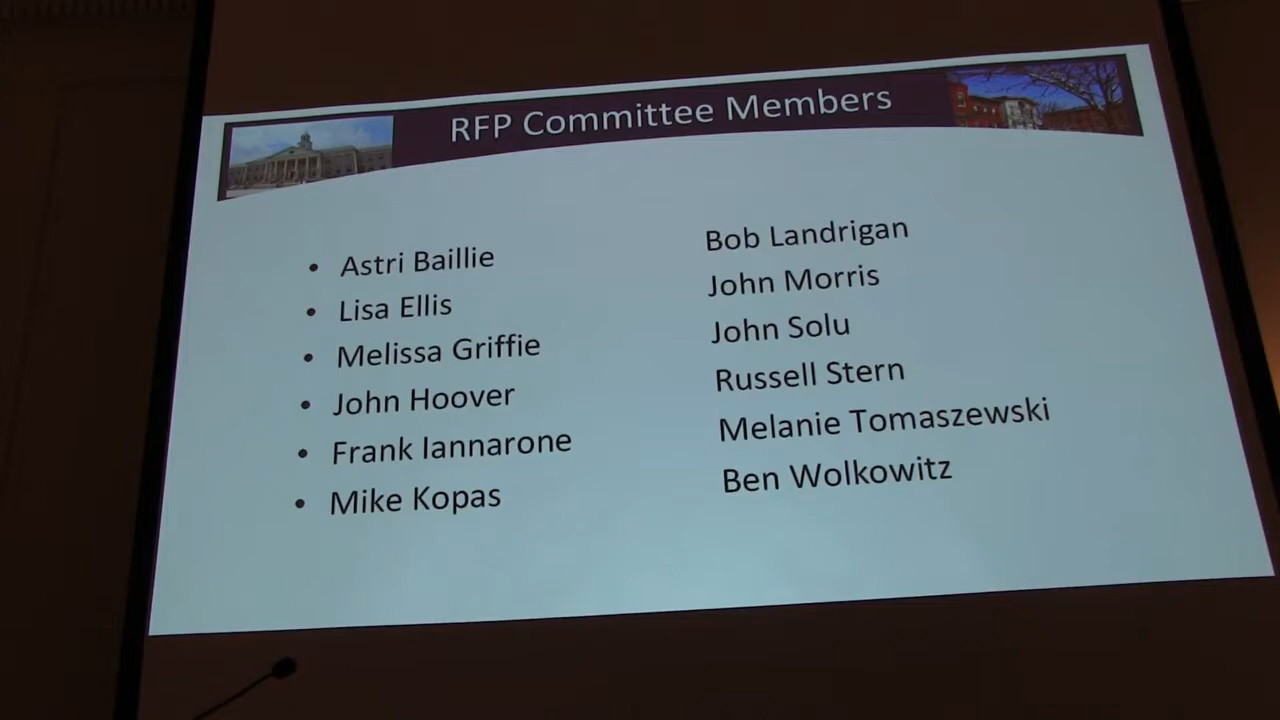 RFP Committee Members
• Astri Baillie
• Lisa Ellis
• Melissa Griffie
• John Hoover
• Frank Iannarone
• Mike Kopas
Bob Landrigan
John Morris
John Solu
Russell Stern
Melanie Tomaszewski
Ben Wolkowitz